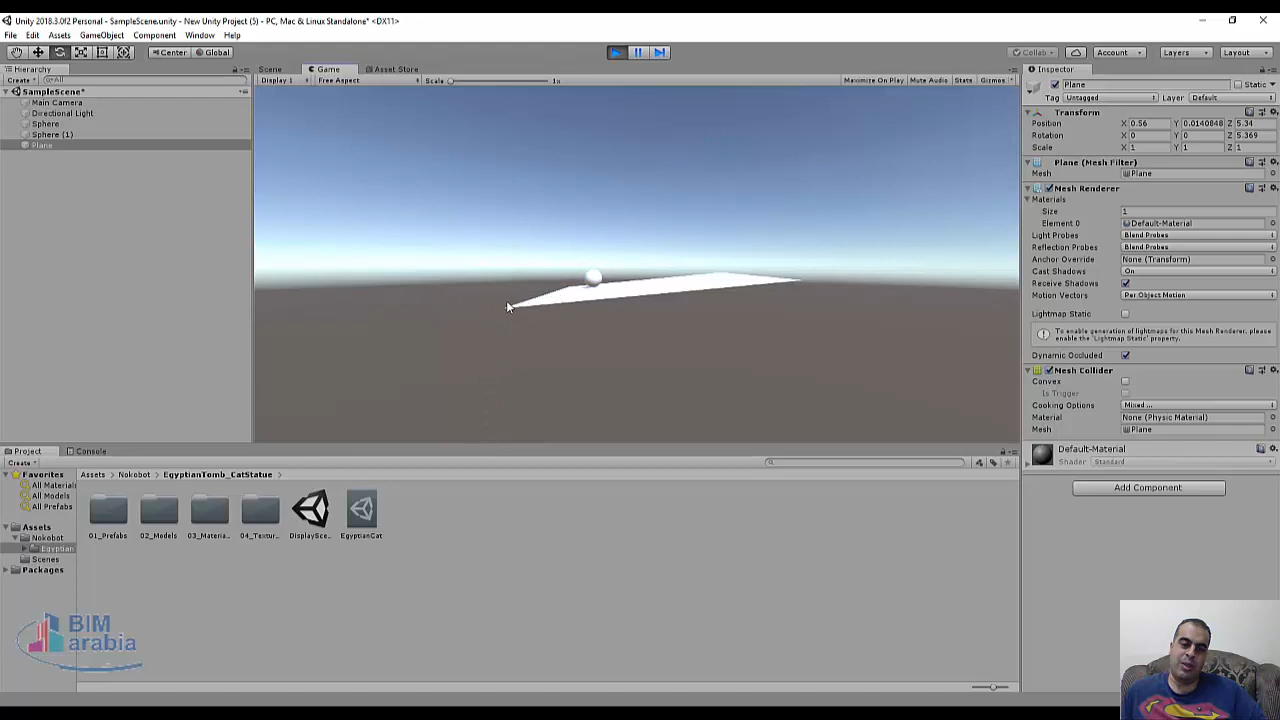 Unity 2018.3.0f2 Personal - SampleScene.unity - New Unity Project (5) - PC, Mac & Linux Standalone* <DX11>
File Edit Assets GameObject Component Window Help
Center Global Collab Account Layers Layout
Hierarchy Scene Game Asset Store Inspector
Create All Display 1 Free Aspect Scale 1x Maximize On Play Mute Audio Stats Gizmos
Plane Static
SampleScene*
Tag Untagged Layer Default
Main Camera
Directional Light
Sphere
Sphere (1)
Plane
Transform
Position X 0.56 Y 0.0140848 Z 5.34
Rotation X 0 Y 0 Z 5.369
Scale X 1 Y 1 Z 1
Plane (Mesh Filter)
Mesh Plane
Mesh Renderer
Materials
Size 1
Element 0 Default-Material
Light Probes Blend Probes
Reflection Probes Blend Probes
Anchor Override None (Transform)
Cast Shadows On
Receive Shadows
Motion Vectors Per Object Motion
Lightmap Static
To enable generation of lightmaps for this Mesh Renderer, please
enable the 'Lightmap Static' property.
Dynamic Occluded
Mesh Collider
Convex
Is Trigger
Cooking Options Mixed ...
Material None (Physic Material)
Mesh Plane
Default-Material
Shader Standard
Add Component
Project Console
Create
Favorites
All Material
All Models
All Prefabs
Assets
Nokobot
Egyptian
Scenes
Packages
Assets Nokobot EgyptianTomb_CatStatue
01_Prefabs 02_Models 03_Materia... 04_Textur... DisplaySce... EgyptianCat
BIM
arabia